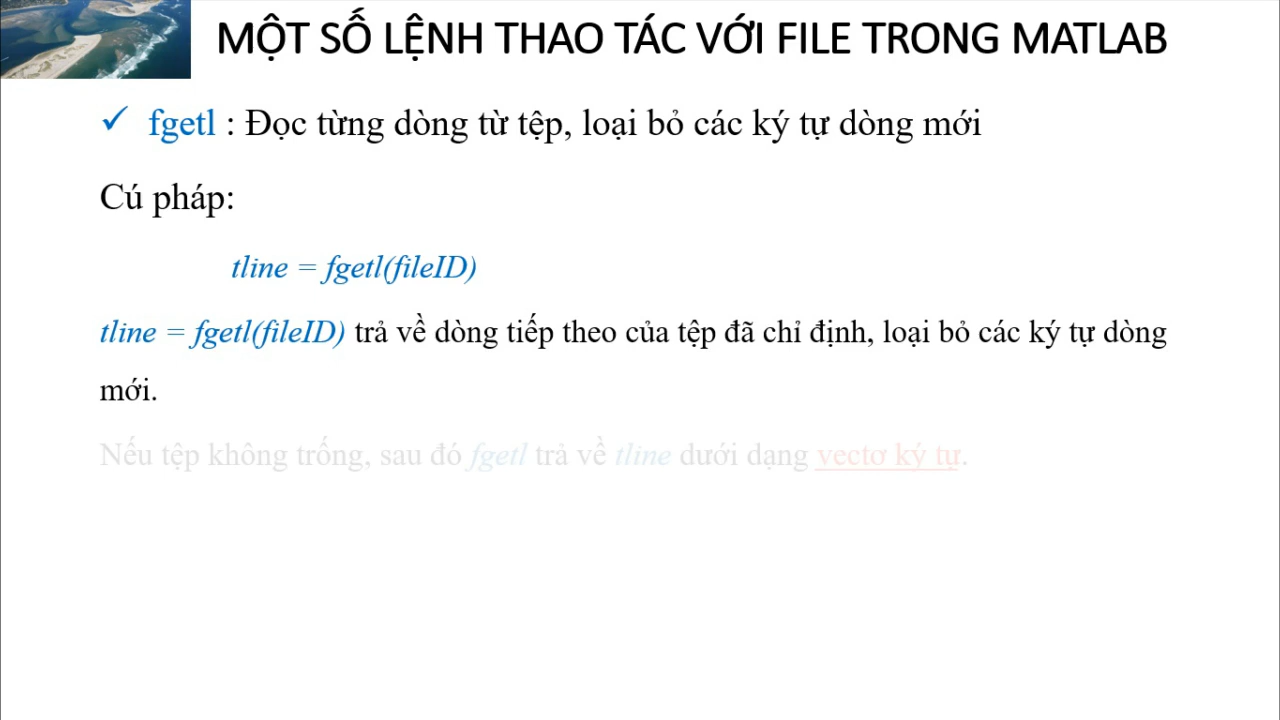 MỘT SỐ LỆNH THAO TÁC VỚI FILE TRONG MATLAB
✓ fgetl : Đọc từng dòng từ tệp, loại bỏ các ký tự dòng mới
Cú pháp:
tline = fgetl(fileID)
tline = fgetl(fileID) trả về dòng tiếp theo của tệp đã chỉ định, loại bỏ các ký tự dòng
mới.
Nếu tệp không trống, sau đó fgetl trả về tline dưới dạng vectơ ký tự.